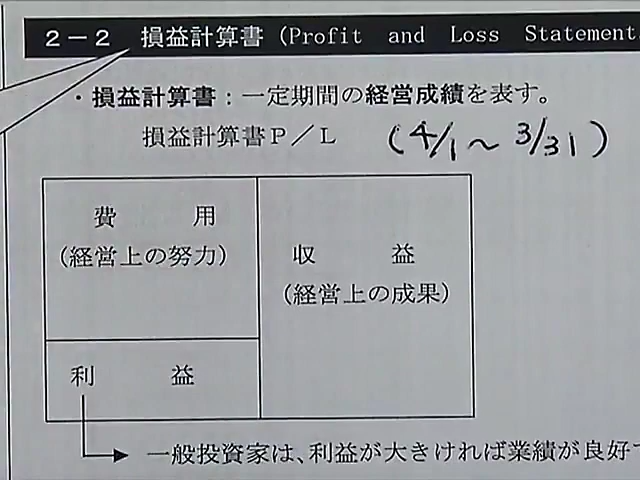 2－2 損益計算書（Profit and Loss Statement
・損益計算書：一定期間の経営成績を表す。
損益計算書P／L （4/1～3/31）
費用
（経営上の努力）
収益
（経営上の成果）
利益
一般投資家は、利益が大きければ業績が良好